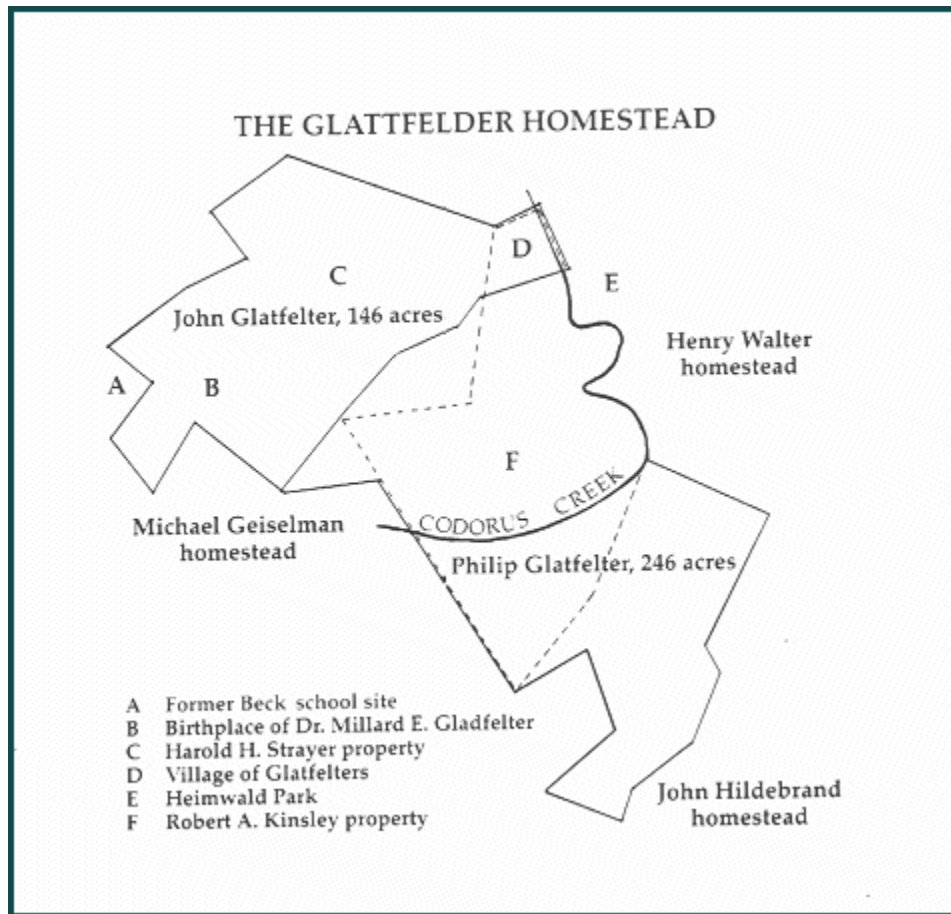 THE GLATTFELDER HOMESTEAD
D
C
E
John Glatfelter, 146 acres
Henry Walter
homestead
A
B
F
CODORUS CREEK
Michael Geiselman
homestead
Philip Glatfelter, 246 acres
A Former Beck school site
B Birthplace of Dr. Millard E. Gladfelter
C Harold H. Strayer property
D Village of Glatfelters
E Heimwald Park
F Robert A. Kinsley property
John Hildebrand
homestead